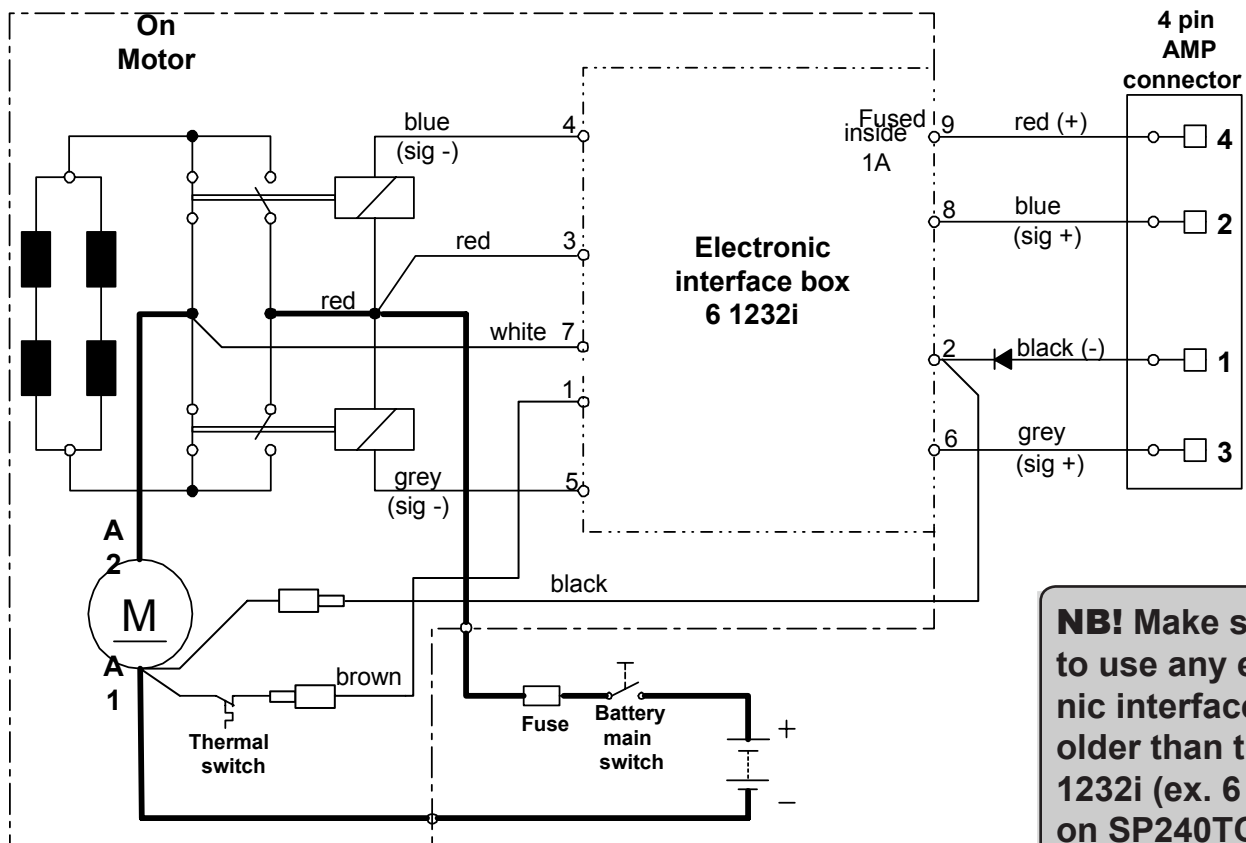 On
Motor
4 pin
AMP
connector
blue
(sig -)
4
Fused
inside
1A
9
red (+)
4
8
blue
(sig +)
2
red
3
Electronic
interface box
6 1232i
red
white
7
2
black (-)
1
1
grey
(sig -)
5
6
grey
(sig +)
3
A
2
M
A
1
black
brown
Thermal
switch
Fuse
Battery
main
switch
+
–
NB! Make s
to use any e
nic interface
older than t
1232i (ex. 6
on SP240TC